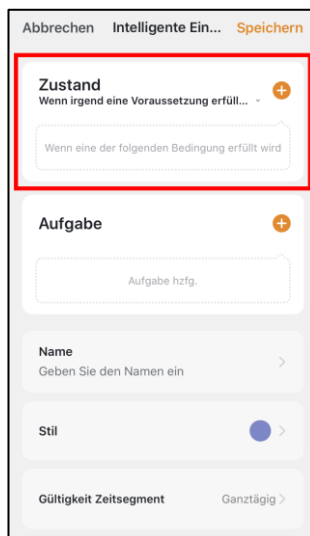 Abbrechen Intelligente Ein... Speichern
Zustand
Wenn irgend eine Voraussetzung erfüll...
Wenn eine der folgenden Bedingung erfüllt wird
Aufgabe
Aufgabe hzfg.
Name
Geben Sie den Namen ein
Stil
Gültigkeit Zeitsegment Ganztägig